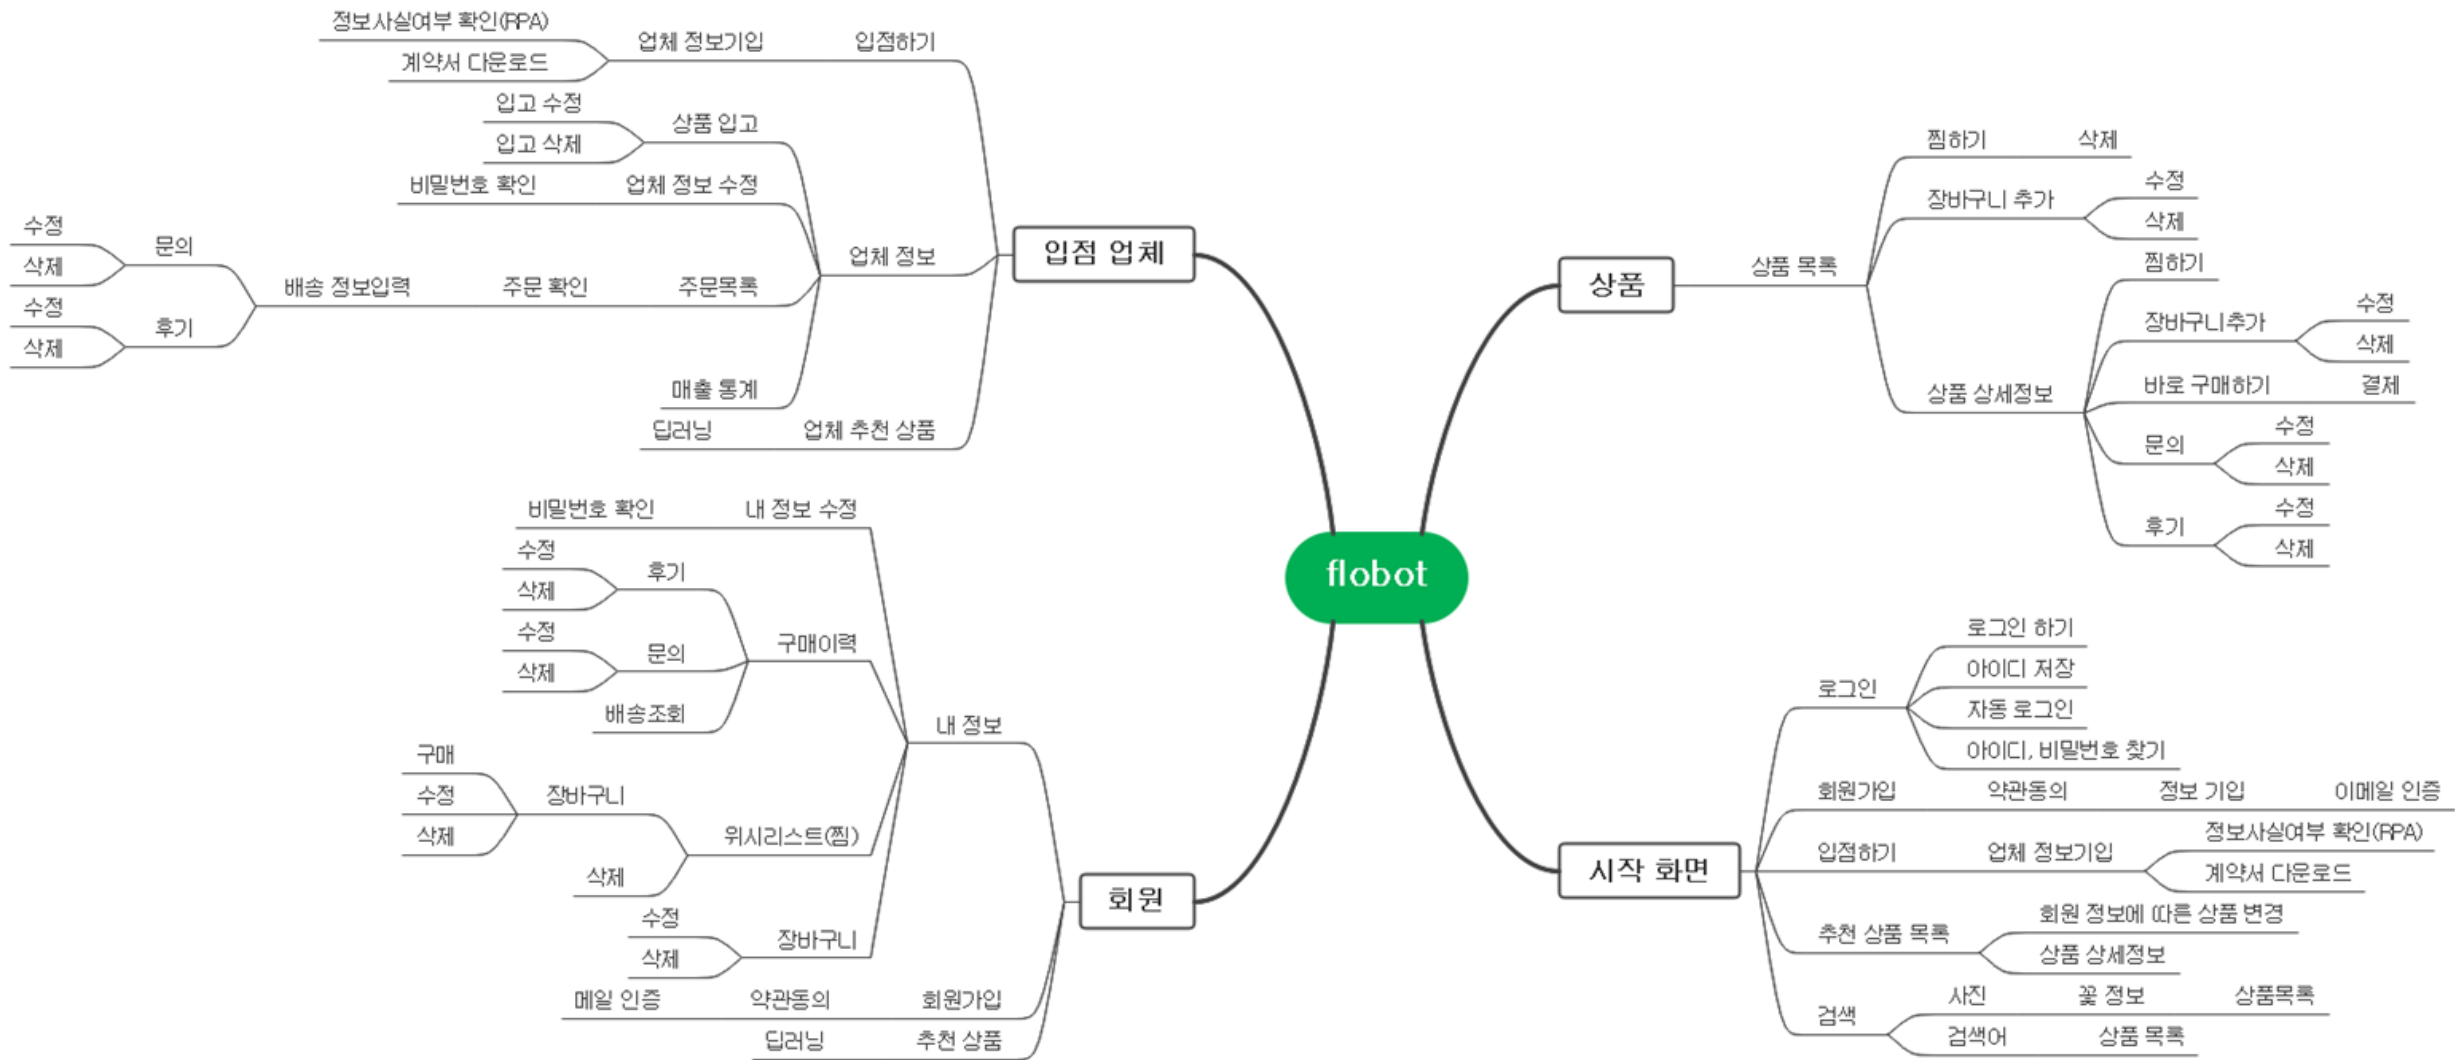 flobot
입점 업체
입점하기
업체 정보기입
정보사실여부 확인(RPA)
계약서 다운로드
업체 정보
상품 입고
입고 수정
입고 삭제
업체 정보 수정
비밀번호 확인
주문목록
주문 확인
배송 정보입력
문의
수정
삭제
후기
수정
삭제
매출 통계
업체 추천 상품
딥러닝
회원
내 정보
내 정보 수정
비밀번호 확인
구매이력
후기
수정
삭제
문의
수정
삭제
배송조회
위시리스트(찜)
장바구니
구매
수정
삭제
삭제
장바구니
수정
삭제
회원가입
약관동의
메일 인증
추천 상품
딥러닝
상품
상품 목록
찜하기
삭제
장바구니 추가
수정
삭제
상품 상세정보
찜하기
장바구니추가
수정
삭제
바로 구매하기
결제
문의
수정
삭제
후기
수정
삭제
시작 화면
로그인
로그인 하기
아이디 저장
자동 로그인
아이디, 비밀번호 찾기
회원가입
약관동의
정보 기입
이메일 인증
입점하기
업체 정보기입
정보사실여부 확인(RPA)
계약서 다운로드
추천 상품 목록
회원 정보에 따른 상품 변경
상품 상세정보
검색
사진
꽃 정보
상품목록
검색어
상품 목록